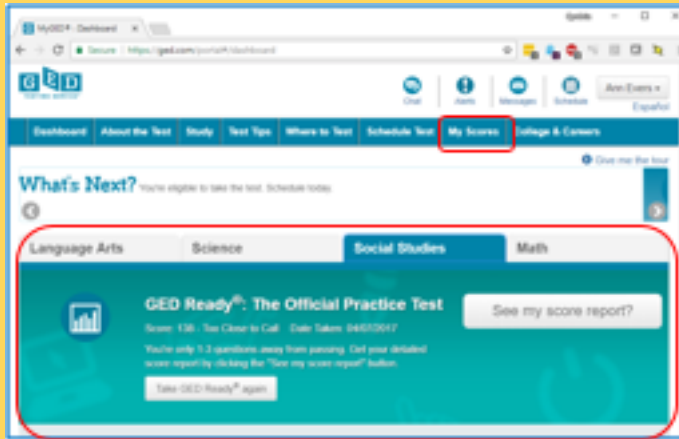 MyGED® : Dashboard
Secure https://ged.com/portal/#/dashboard
GED
Chat Alerts Messages Schedule Ann Evers
Español
Dashboard About the Test Study Test Tips Where to Test Schedule Test My Scores College & Careers
Give me the tour
What's Next? You're eligible to take the test. Schedule today.
Language Arts Science Social Studies Math
GED Ready®: The Official Practice Test
See my score report?
Score: 138 - Too Close to Call Date Taken: 04/07/2017
You're only 1-3 questions away from passing. Get your detailed
score report by clicking the "See my score report" button.
Take GED Ready® again